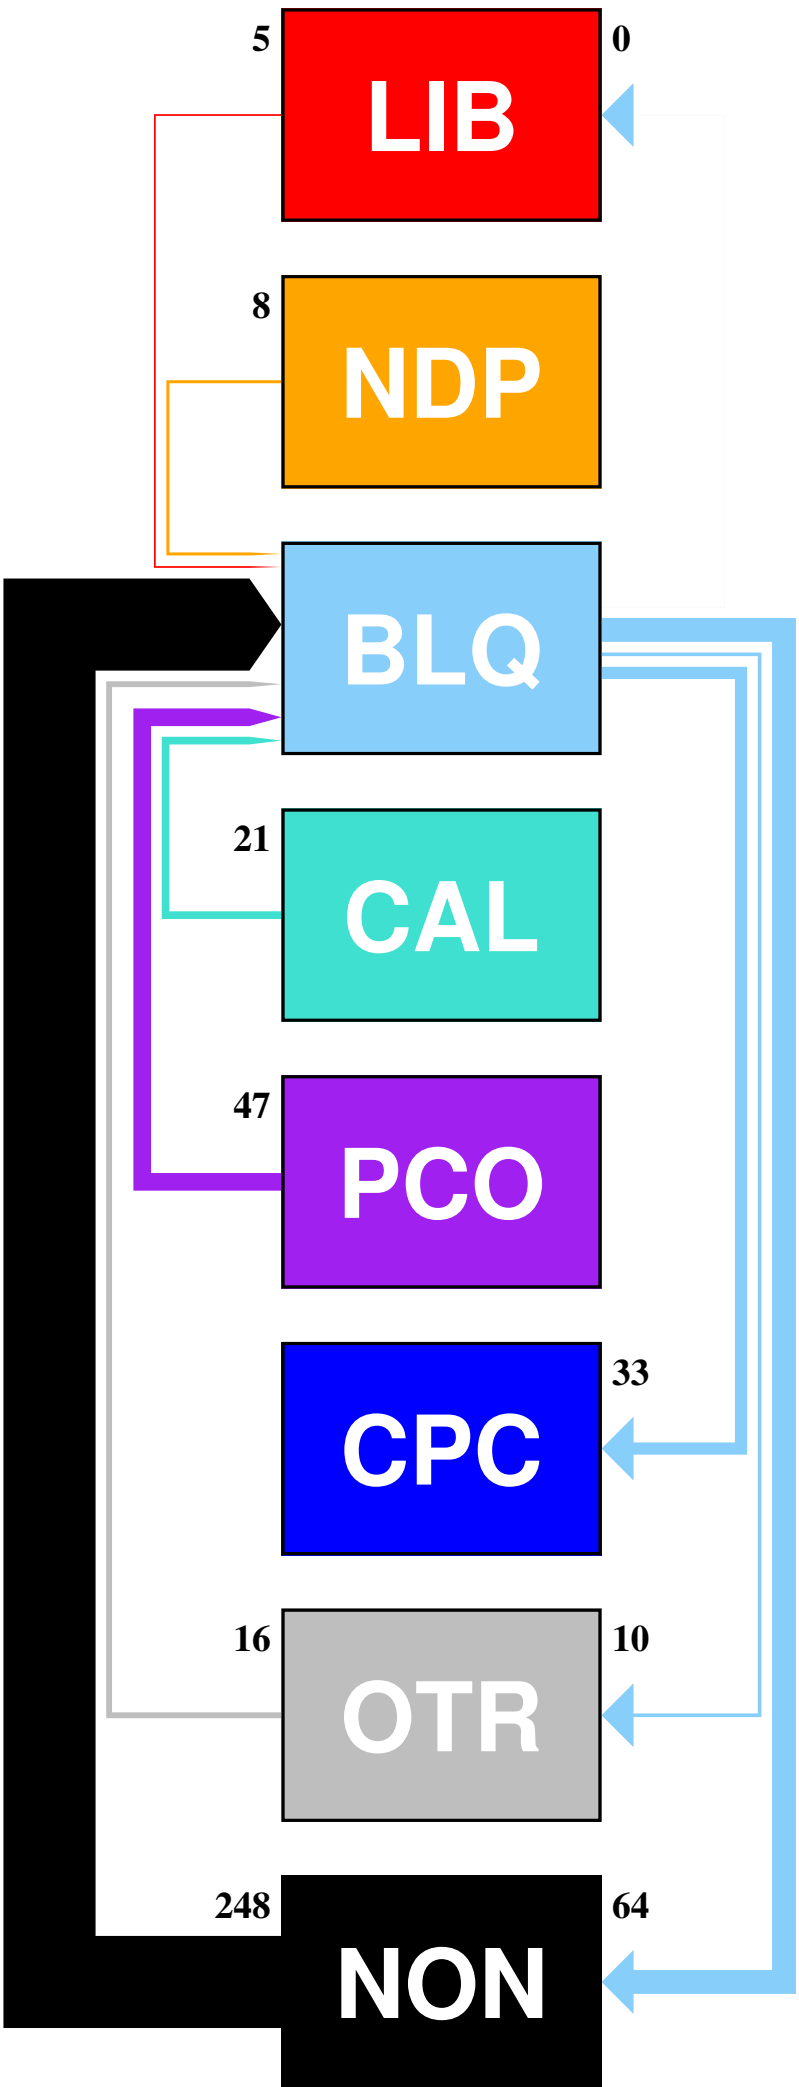 5 0
LIB
8
NDP
BLQ
21
CAL
47
PCO
33
CPC
16 10
OTR
248 64
NON